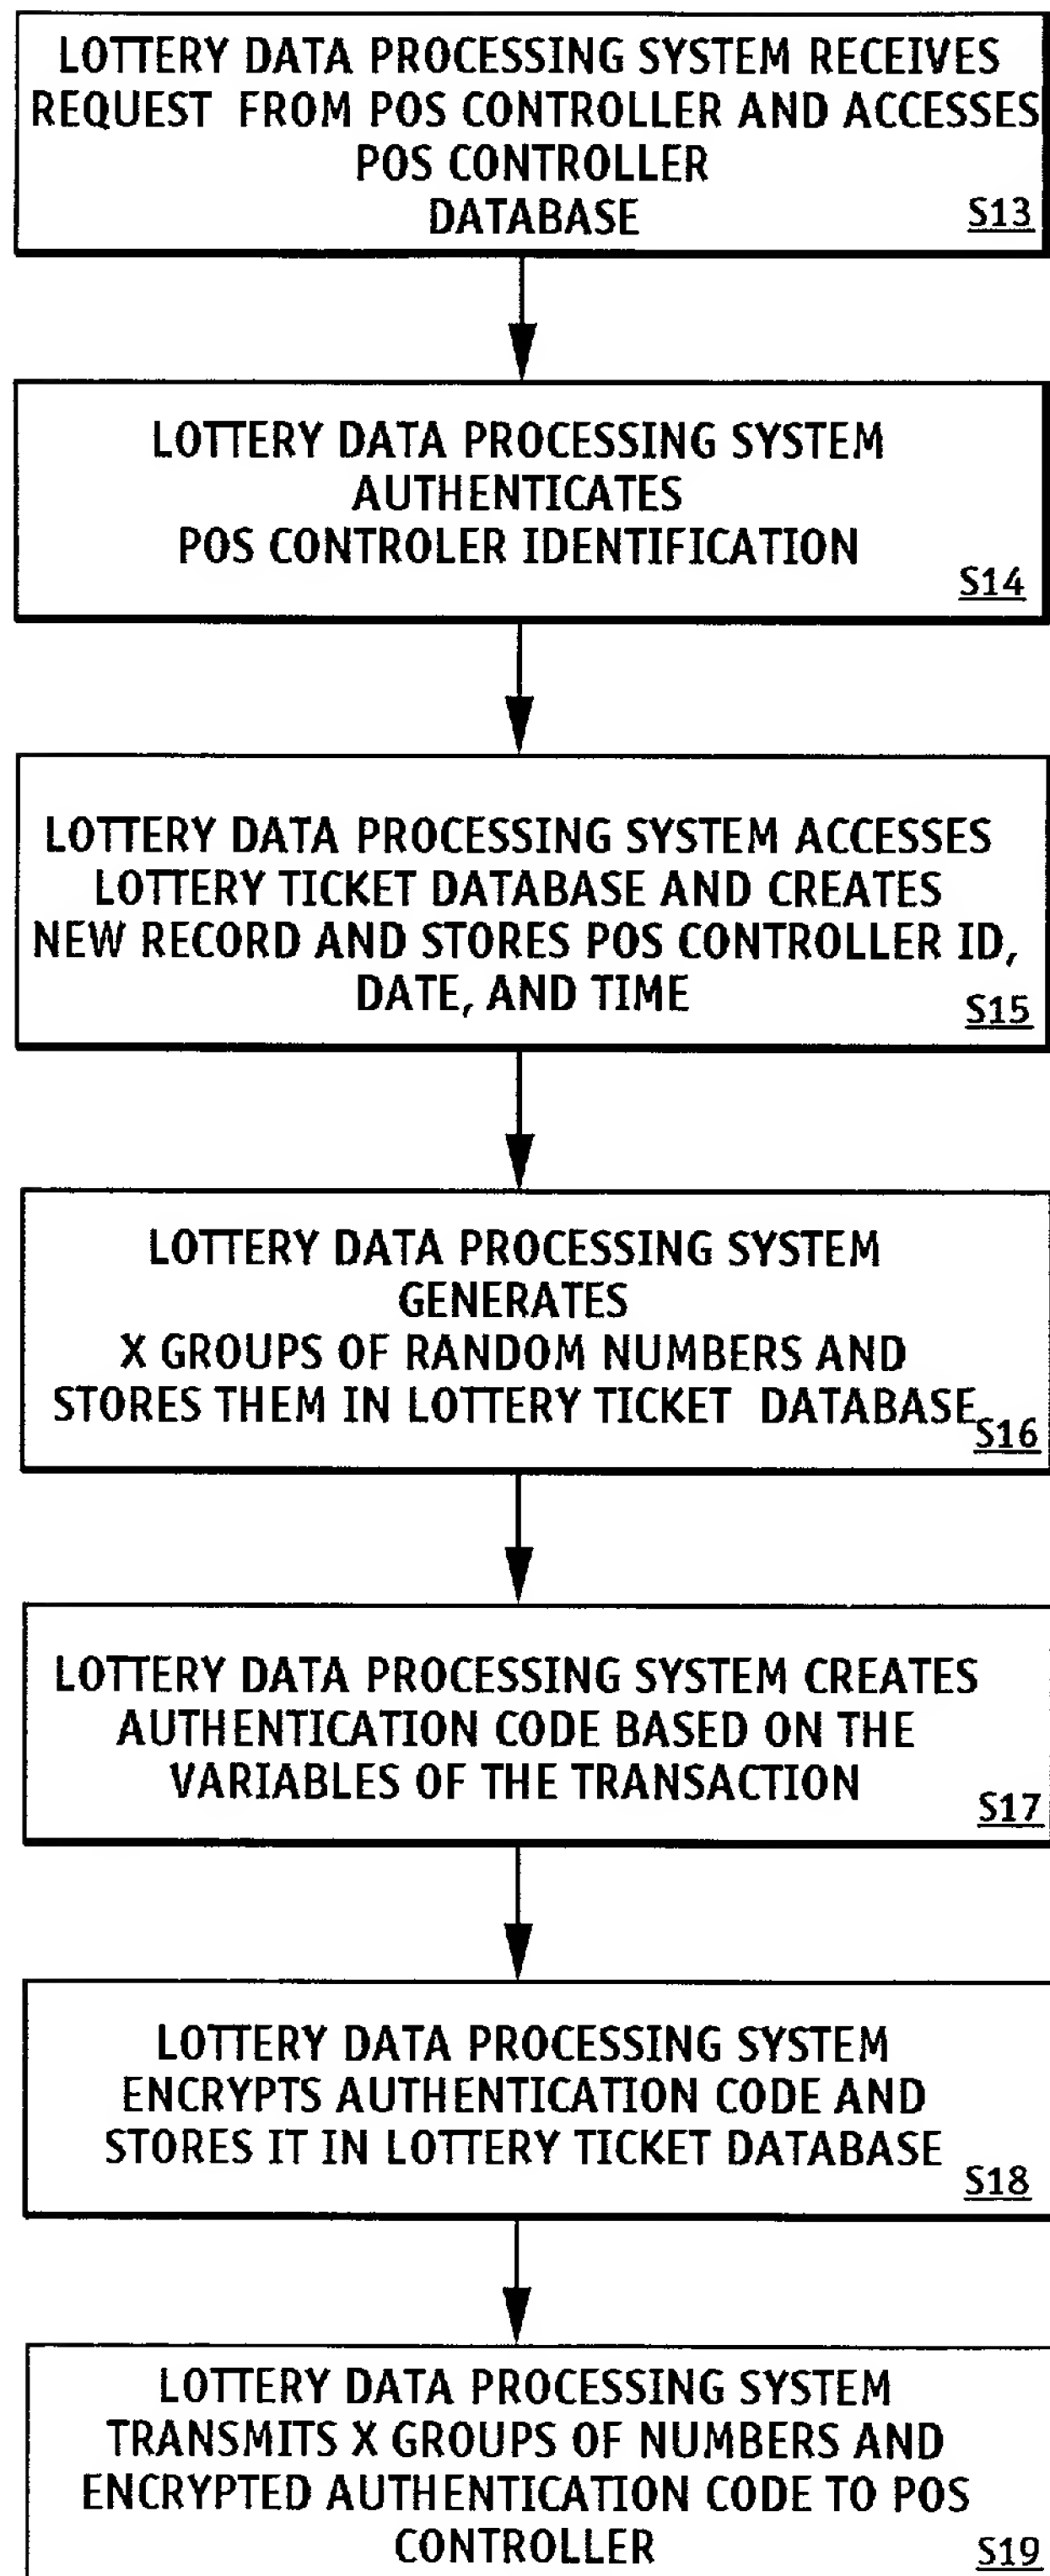 LOTTERY DATA PROCESSING SYSTEM RECEIVES
REQUEST FROM POS CONTROLLER AND ACCESSES
POS CONTROLLER
DATABASE
S13
LOTTERY DATA PROCESSING SYSTEM
AUTHENTICATES
POS CONTROLER IDENTIFICATION
S14
LOTTERY DATA PROCESSING SYSTEM ACCESSES
LOTTERY TICKET DATABASE AND CREATES
NEW RECORD AND STORES POS CONTROLLER ID,
DATE, AND TIME
S15
LOTTERY DATA PROCESSING SYSTEM
GENERATES
X GROUPS OF RANDOM NUMBERS AND
STORES THEM IN LOTTERY TICKET DATABASE
S16
LOTTERY DATA PROCESSING SYSTEM CREATES
AUTHENTICATION CODE BASED ON THE
VARIABLES OF THE TRANSACTION
S17
LOTTERY DATA PROCESSING SYSTEM
ENCRYPTS AUTHENTICATION CODE AND
STORES IT IN LOTTERY TICKET DATABASE
S18
LOTTERY DATA PROCESSING SYSTEM
TRANSMITS X GROUPS OF NUMBERS AND
ENCRYPTED AUTHENTICATION CODE TO POS
CONTROLLER
S19